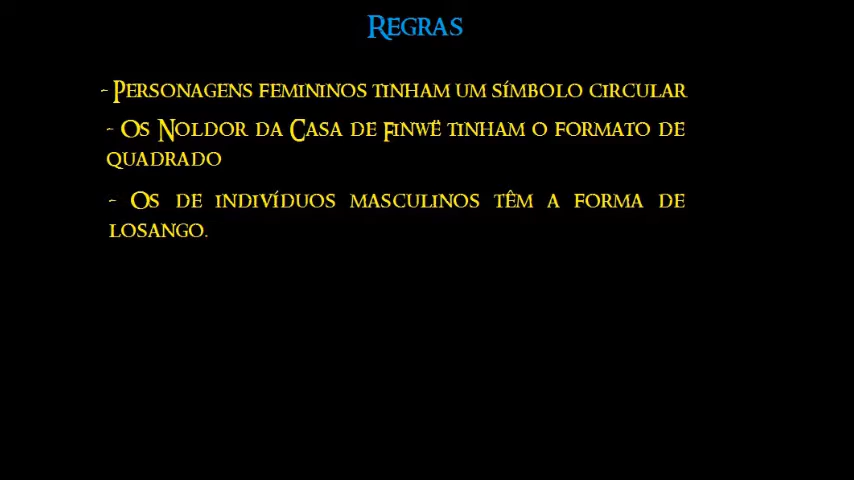 Regras
- Personagens femininos tinham um símbolo circular
- Os Noldor da Casa de Finwë tinham o formato de
quadrado
- Os de indivíduos masculinos têm a forma de
losango.